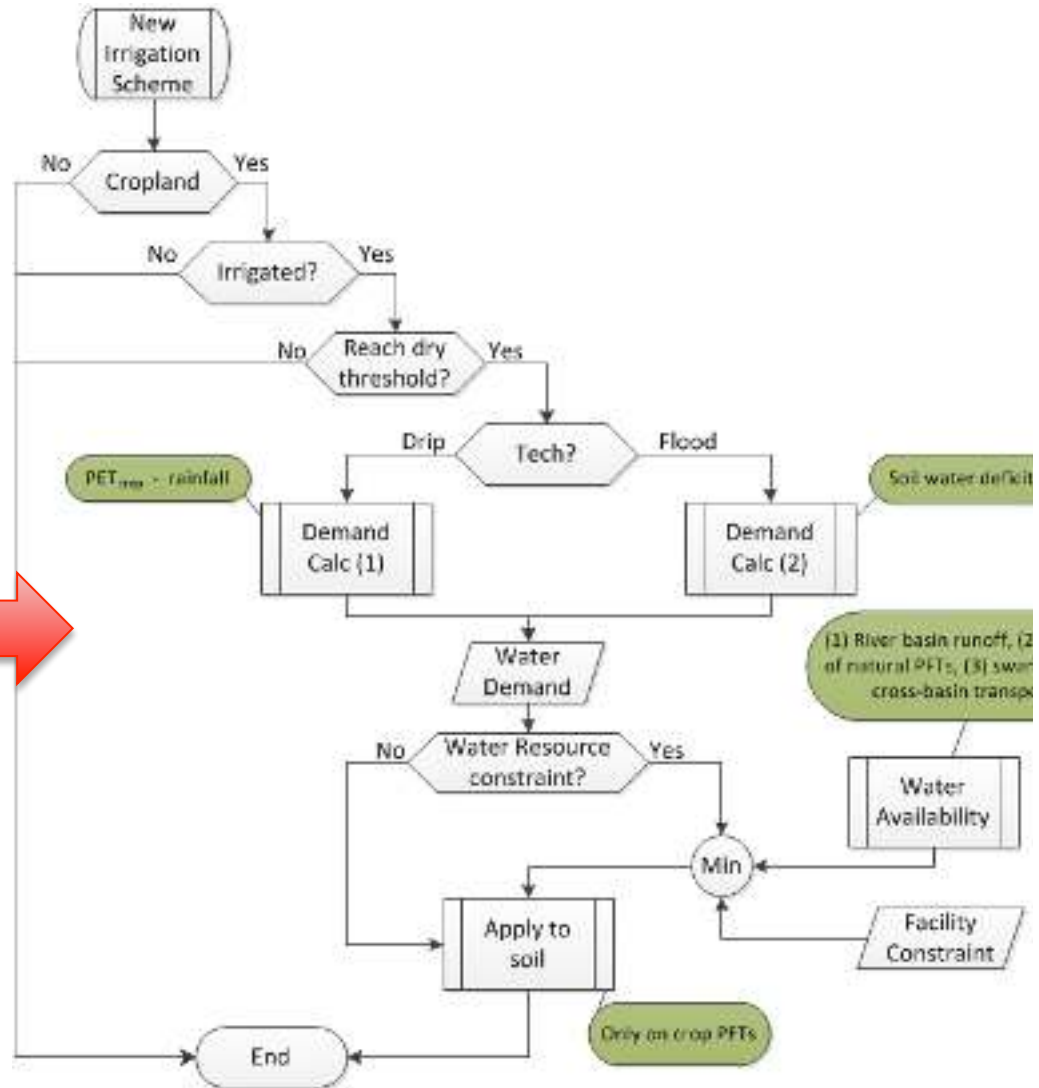 New
Irrigation
Scheme
No
Yes
Cropland
No
Yes
Irrigated?
No
Reach dry
threshold?
Yes
Drip
Tech?
Flood
- rainfall
Soil water deficit
Demand
Calc (1)
Demand
Calc (2)
(1) River basin runoff, (2
of natural PFTs, (3)
cross-basin
Water
Demand
No
Water Resource
constraint?
Yes
Water
Availability
Min
Apply to
soil
Facility
Constraint
Only on crop PFTs
End